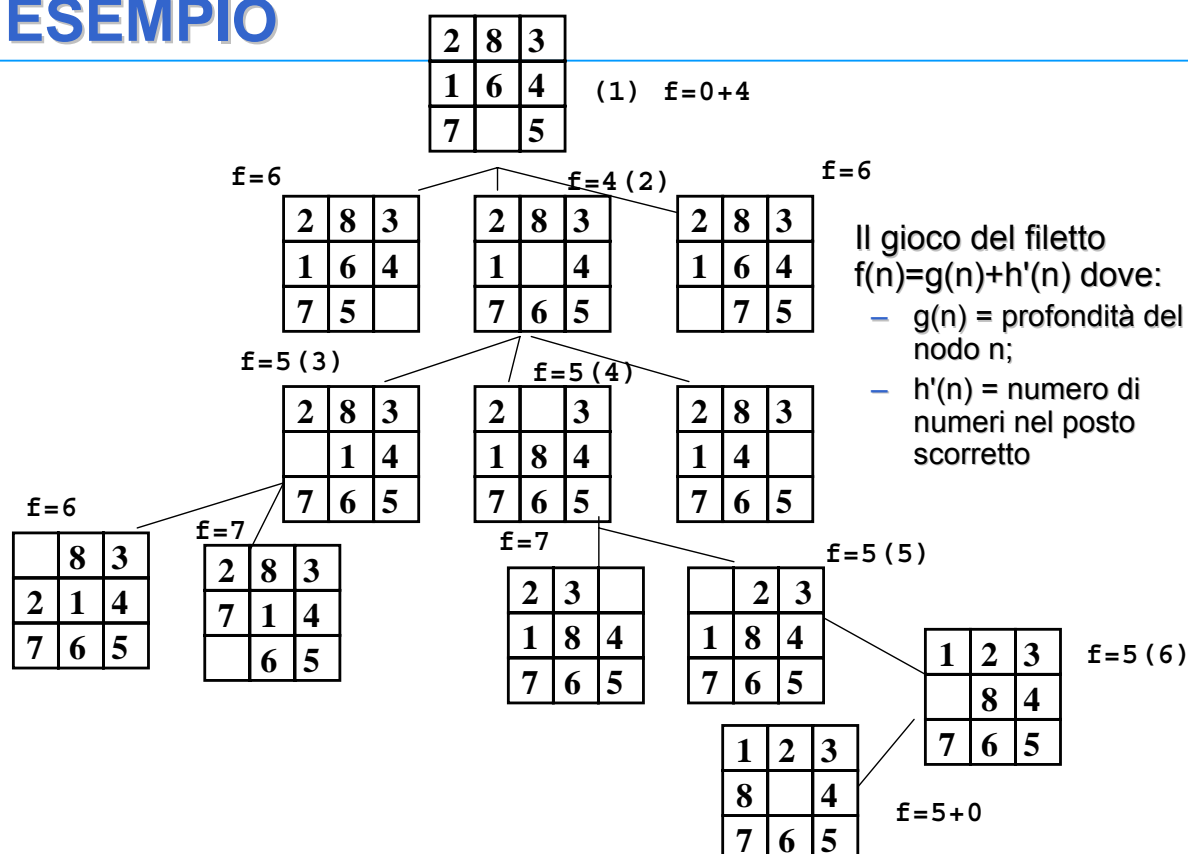 ESEMPIO
2 8 3
1 6 4 (1) f=0+4
7 5
f=6 f=4(2) f=6
2 8 3 2 8 3 2 8 3
1 6 4 1 4 1 6 4
7 5 7 6 5 7 5
Il gioco del filetto
f(n)=g(n)+h'(n) dove:
– g(n) = profondità del
nodo n;
– h'(n) = numero di
numeri nel posto
scorretto
f=5(3) f=5(4)
2 8 3 2 3 2 8 3
1 4 1 8 4 1 4
7 6 5 7 6 5 7 6 5
f=6 f=7 f=7 f=5(5)
8 3 2 8 3 2 3 2 3
2 1 4 7 1 4 1 8 4 1 8 4
7 6 5 6 5 7 6 5 7 6 5
1 2 3 f=5(6)
8 4
7 6 5
1 2 3
8 4 f=5+0
7 6 5